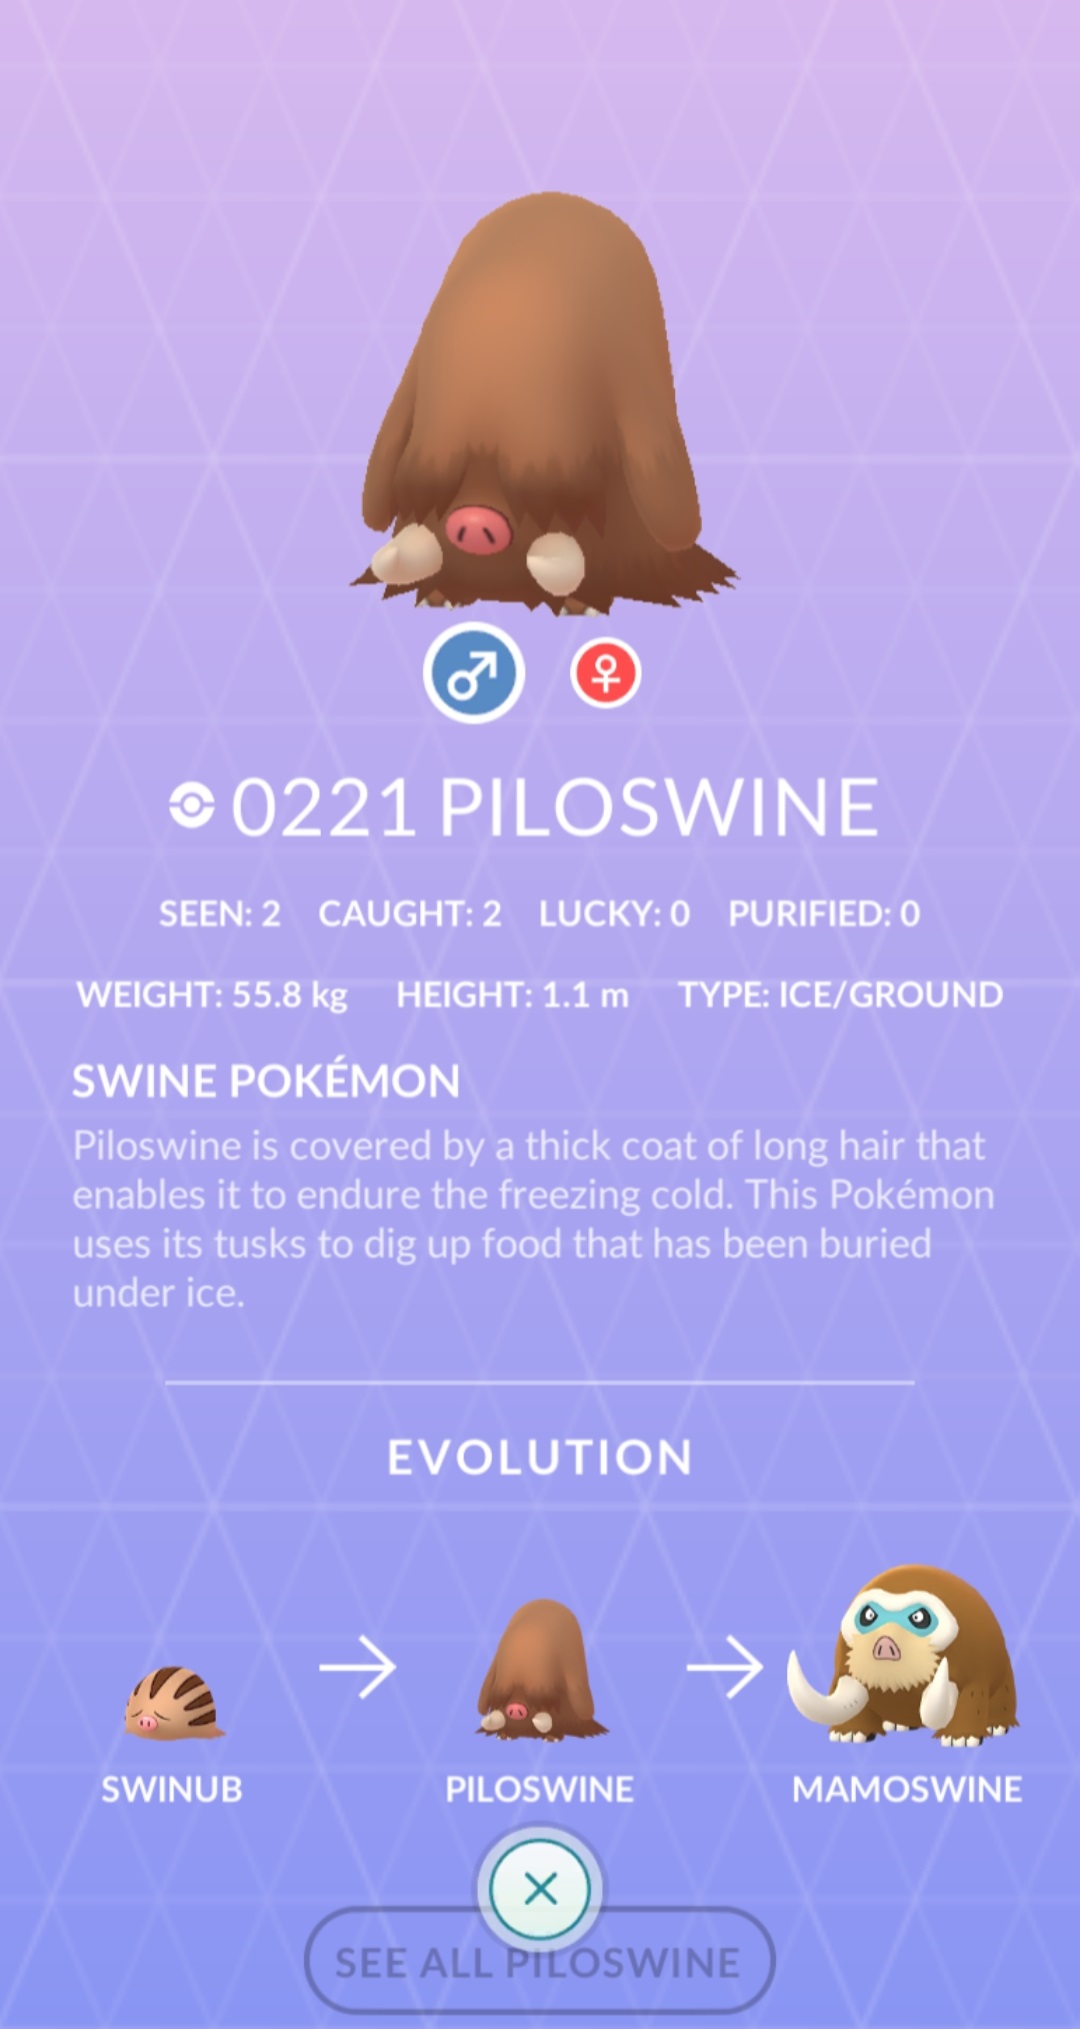 0221 PILOSWINE
SEEN: 2 CAUGHT: 2 LUCKY: 0 PURIFIED: 0
WEIGHT: 55.8 kg HEIGHT: 1.1 m TYPE: ICE/GROUND
SWINE POKÉMON
Piloswine is covered by a thick coat of long hair that
enables it to endure the freezing cold. This Pokémon
uses its tusks to dig up food that has been buried
under ice.
EVOLUTION
SWINUB PILOSWINE MAMOSWINE
SEE ALL PILOSWINE